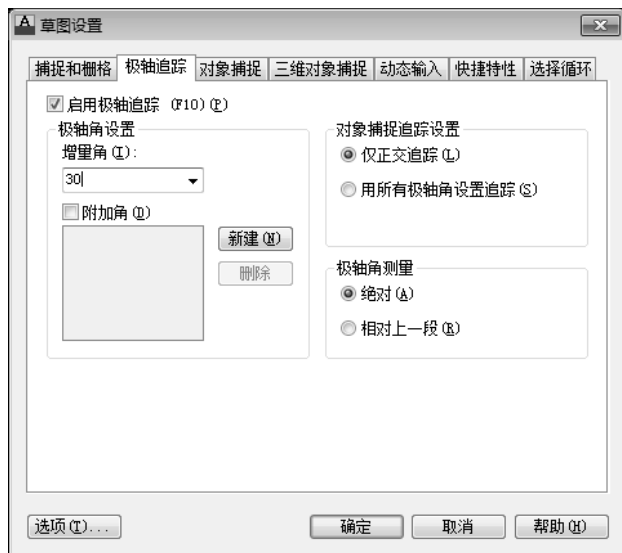 草图设置
捕捉和栅格 极轴追踪 对象捕捉 三维对象捕捉 动态输入 快捷特性 选择循环
启用极轴追踪 (F10)(P)
极轴角设置
增量角(I):
30
附加角(D)
新建(N)
删除
对象捕捉追踪设置
仅正交追踪(L)
用所有极轴角设置追踪(S)
极轴角测量
绝对(A)
相对上一段(R)
选项(T)... 确定 取消 帮助(H)